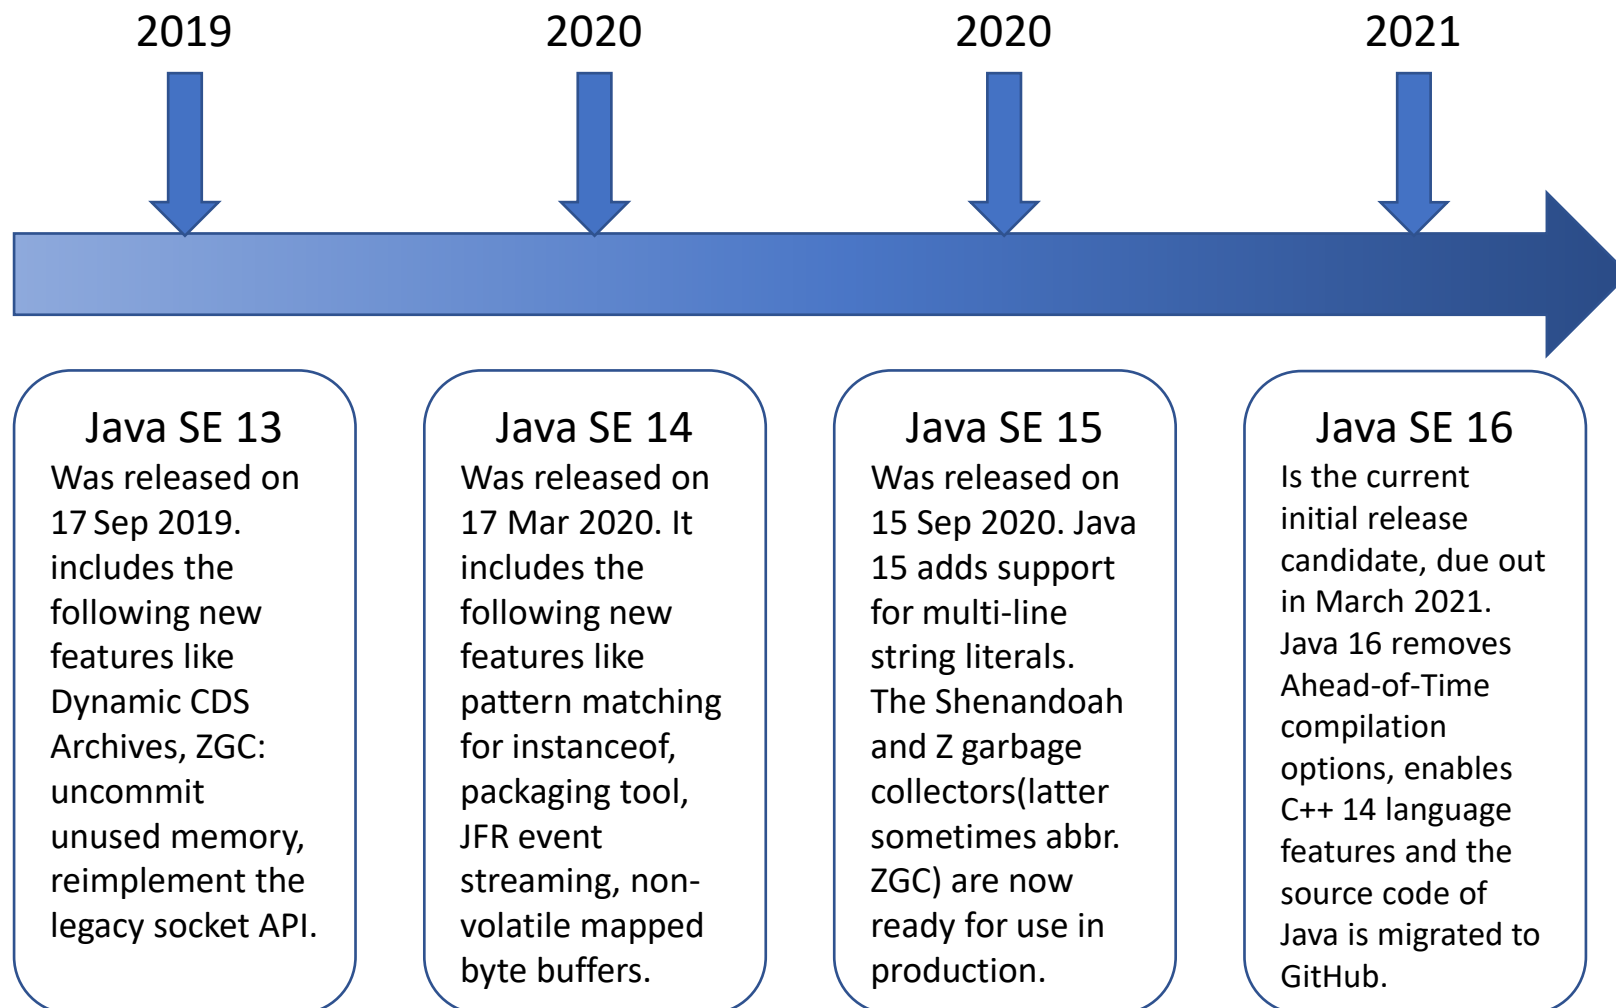 2019
2020
2020
2021
Java SE 13
Was released on
17 Sep 2019.
includes the
following new
features like
Dynamic CDS
Archives, ZGC:
uncommit
unused memory,
reimplement the
legacy socket API.
Java SE 14
Was released on
17 Mar 2020. It
includes the
following new
features like
pattern matching
for instanceof,
packaging tool,
JFR event
streaming, non-
volatile mapped
byte buffers.
Java SE 15
Was released on
15 Sep 2020. Java
15 adds support
for multi-line
string literals.
The Shenandoah
and Z garbage
collectors(latter
sometimes abbr.
ZGC) are now
ready for use in
production.
Java SE 16
Is the current
initial release
candidate, due out
in March 2021.
Java 16 removes
Ahead-of-Time
compilation
options, enables
C++ 14 language
features and the
source code of
Java is migrated to
GitHub.